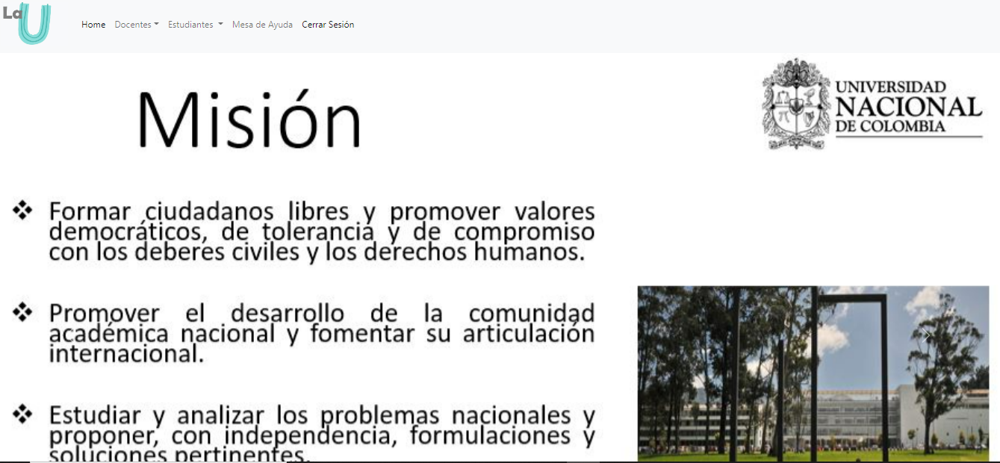 La U
Home Docentes Estudiantes Mesa de Ayuda Cerrar Sesión
Misión
UNIVERSIDAD
NACIONAL
DE COLOMBIA
❖ Formar ciudadanos libres y promover valores
democráticos, de tolerancia y de compromiso
con los deberes civiles y los derechos humanos.
❖ Promover el desarrollo de la comunidad
académica nacional y fomentar su articulación
internacional.
❖ Estudiar y analizar los problemas nacionales y
proponer, con independencia, formulaciones y
soluciones pertinentes.